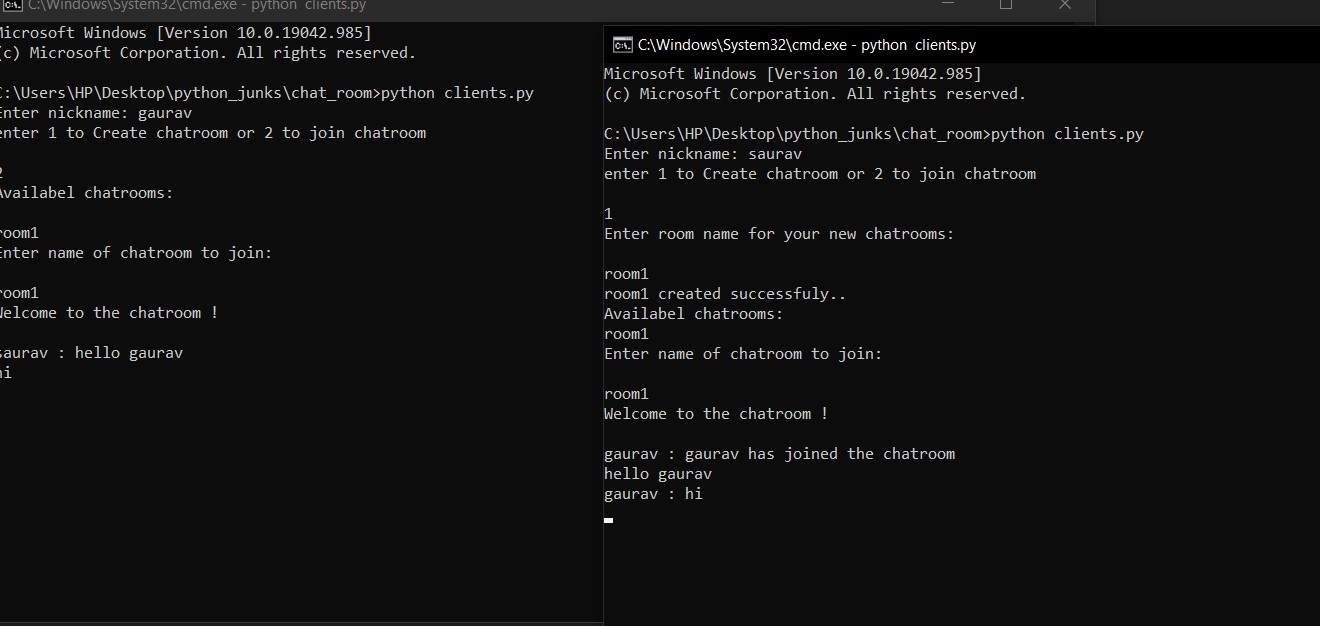 C:\Windows\System32\cmd.exe - python clients.py
Microsoft Windows [Version 10.0.19042.985]
(c) Microsoft Corporation. All rights reserved.
C:\Users\HP\Desktop\python_junks\chat_room>python clients.py
Enter nickname: gaurav
enter 1 to Create chatroom or 2 to join chatroom
2
Availabel chatrooms:
room1
Enter name of chatroom to join:
room1
Welcome to the chatroom !
saurav : hello gaurav
hi
C:\Windows\System32\cmd.exe - python clients.py
Microsoft Windows [Version 10.0.19042.985]
(c) Microsoft Corporation. All rights reserved.
C:\Users\HP\Desktop\python_junks\chat_room>python clients.py
Enter nickname: saurav
enter 1 to Create chatroom or 2 to join chatroom
1
Enter room name for your new chatrooms:
room1
room1 created successfuly..
Availabel chatrooms:
room1
Enter name of chatroom to join:
room1
Welcome to the chatroom !
gaurav : gaurav has joined the chatroom
hello gaurav
gaurav : hi